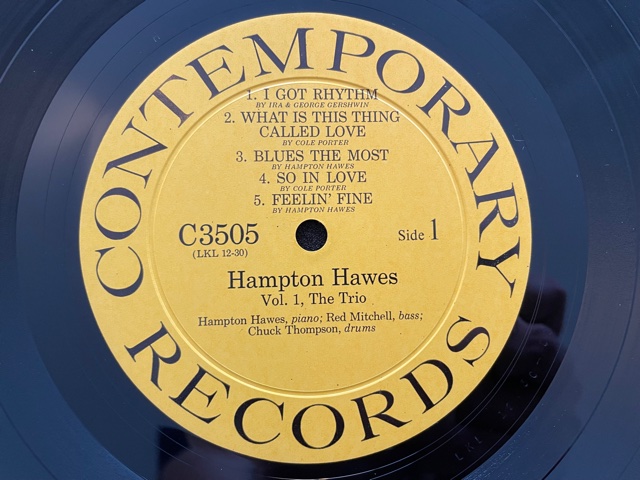 CONTEMPORARY
1. I GOT RHYTHM
BY IRA & GEORGE GERSHWIN
2. WHAT IS THIS THING
CALLED LOVE
BY COLE PORTER
3. BLUES THE MOST
BY HAMPTON HAWES
4. SO IN LOVE
BY COLE PORTER
5. FEELIN' FINE
BY HAMPTON HAWES
C3505
(LKL 12-30)
Side 1
Hampton Hawes
Vol. 1, The Trio
Hampton Hawes, piano; Red Mitchell, bass;
Chuck Thompson, drums
RECORDS